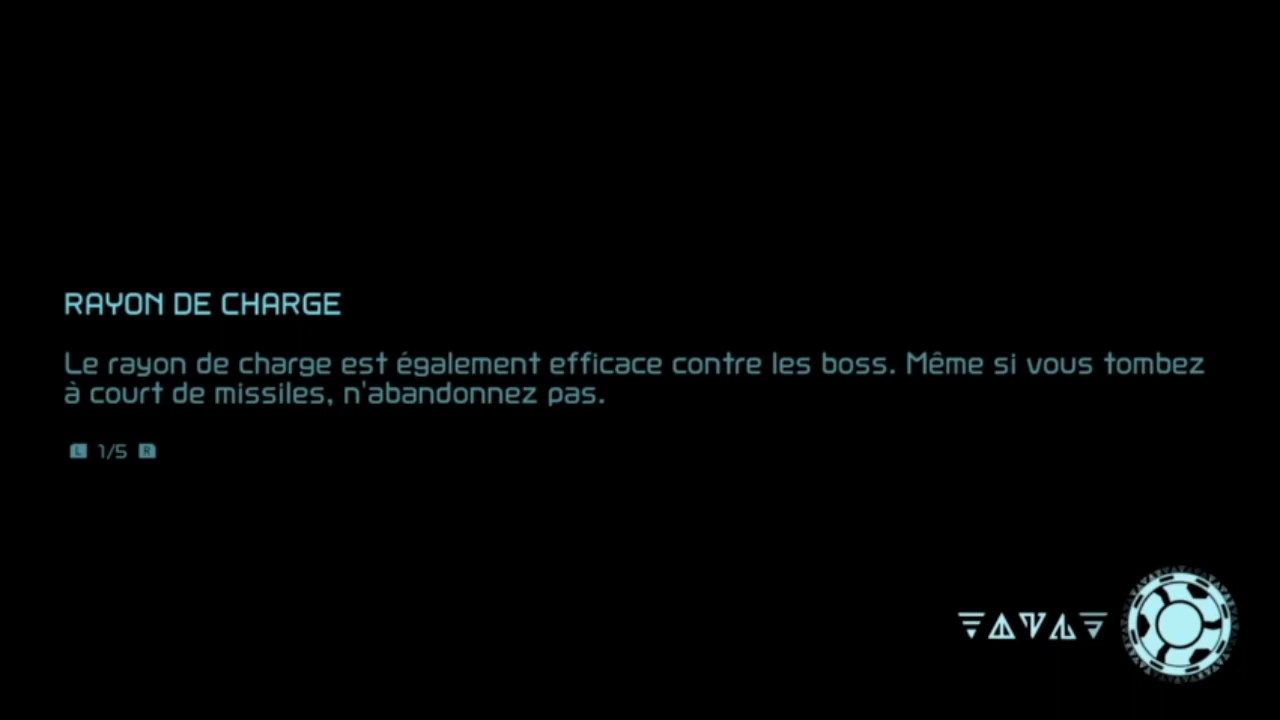 RAYON DE CHARGE
Le rayon de charge est également efficace contre les boss. Même si vous tombez
à court de missiles, n'abandonnez pas.
L 1/5 R